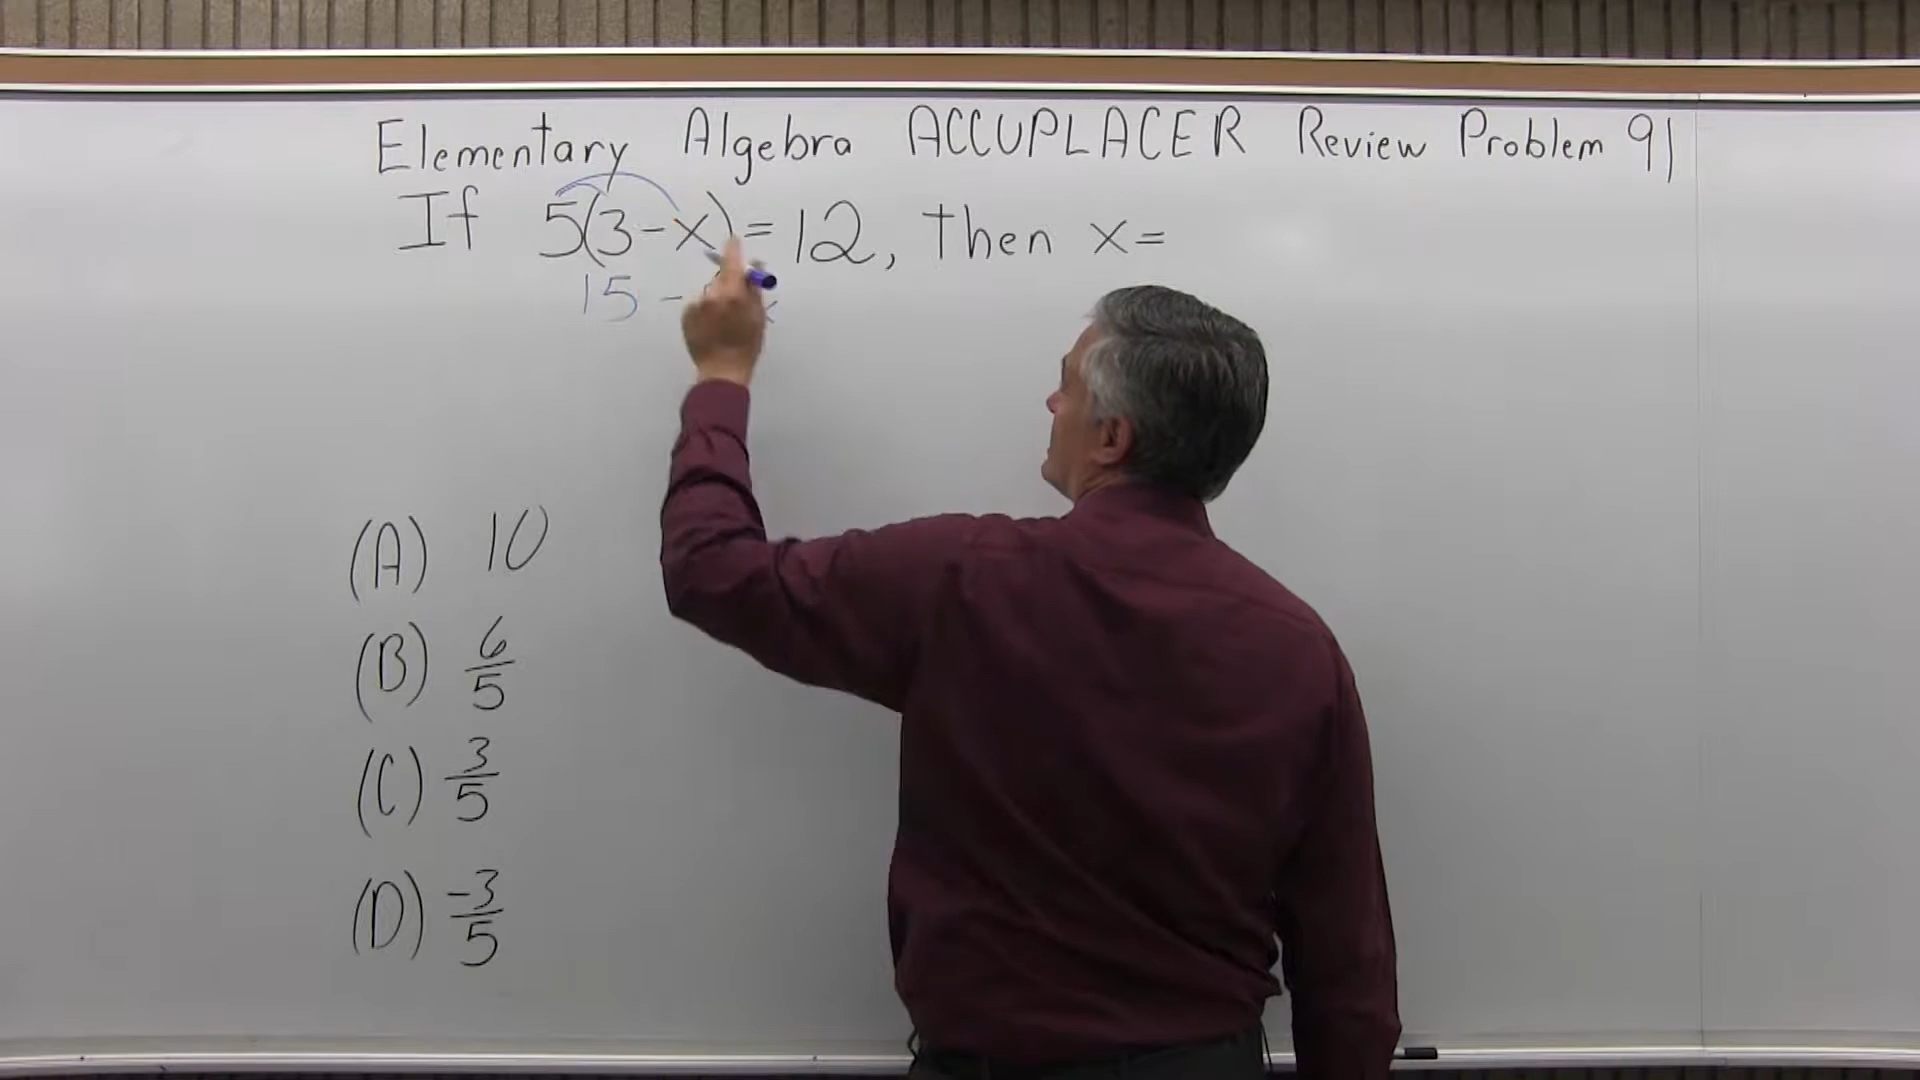 Elementary Algebra ACCUPLACER Review Problem 91
If 5(3-x)=12, then x=
15 -
(A) 10
(B) 6/5
(C) 3/5
(D) -3/5